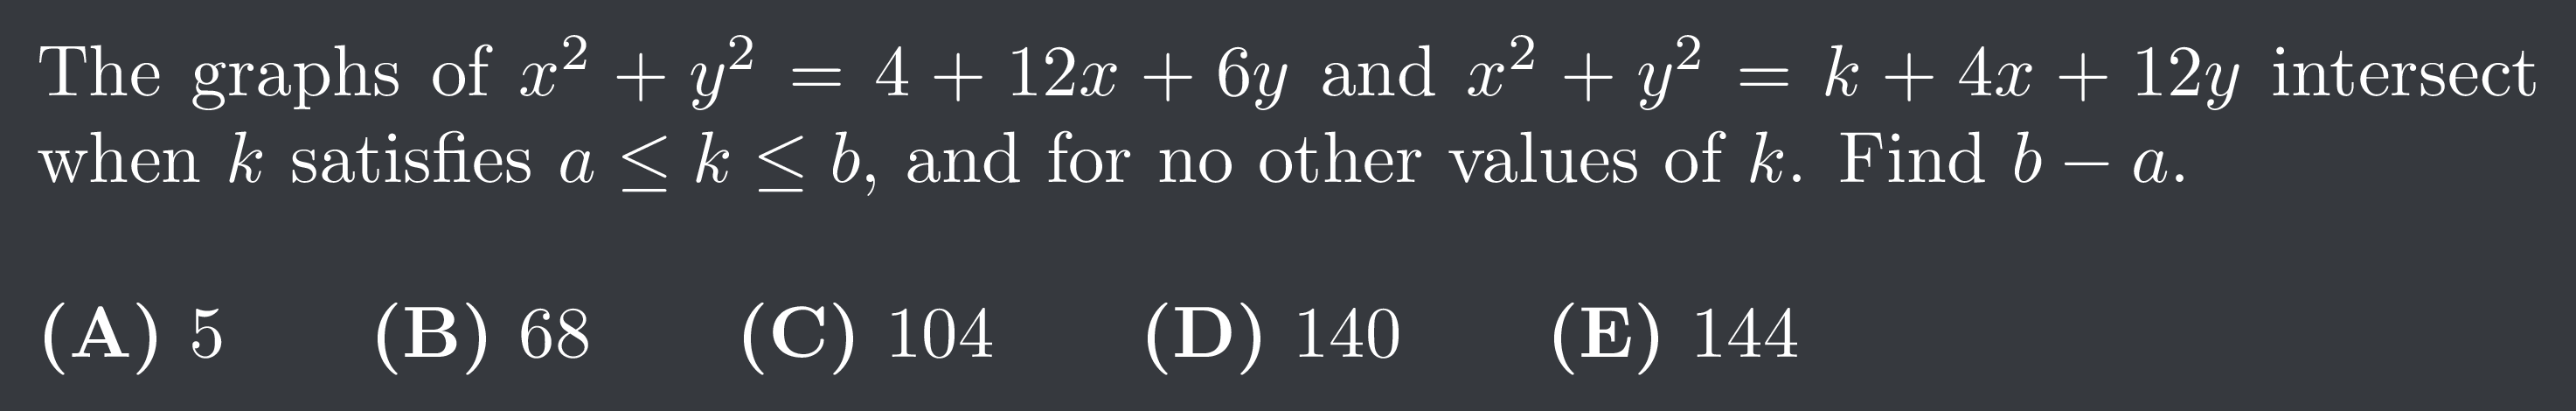 The graphs of x² + y² = 4 + 12x + 6y and x² + y² = k + 4x + 12y intersect
when k satisfies a ≤ k ≤ b, and for no other values of k. Find b − a.
(A) 5 (B) 68 (C) 104 (D) 140 (E) 144